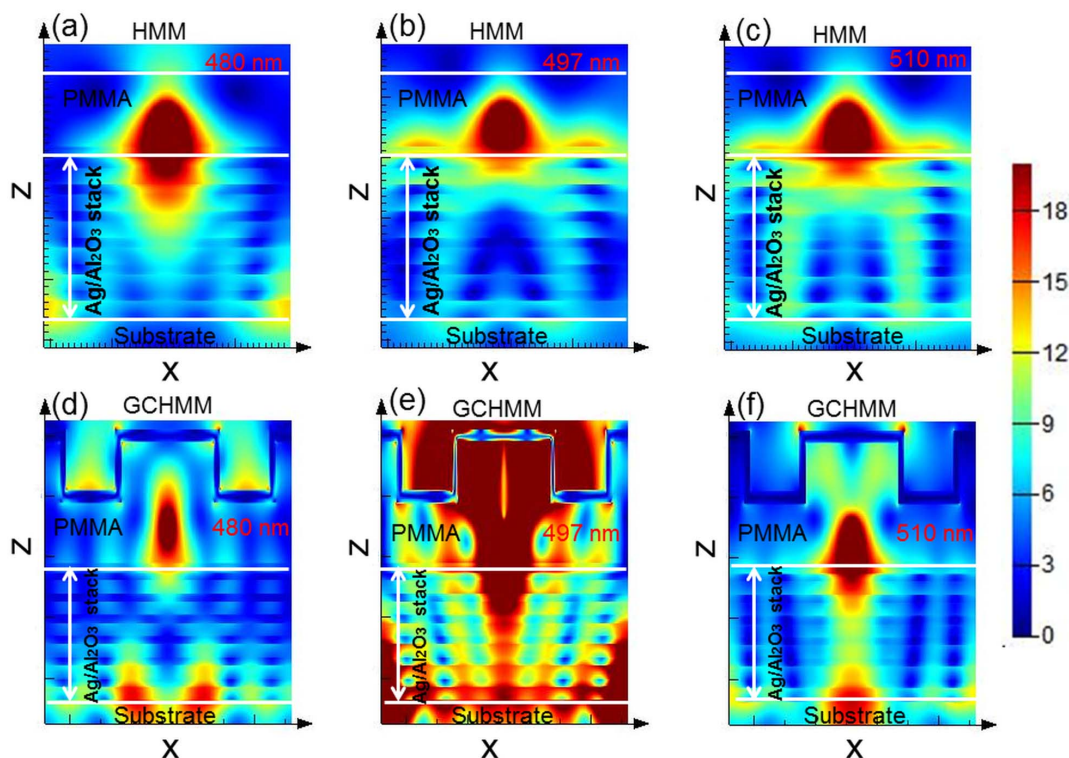 (a) HMM
480 nm
PMMA
Ag/Al₂O₃ stack
Substrate
Z
X
(b) HMM
497 nm
PMMA
Ag/Al₂O₃ stack
Substrate
X
(c) HMM
510 nm
PMMA
Ag/Al₂O₃ stack
Substrate
Z
X
(d) GCHMM
PMMA
480 nm
Ag/Al₂O₃ stack
Substrate
Z
X
(e) GCHMM
PMMA
497 nm
Ag/Al₂O₃ stack
Substrate
X
(f) GCHMM
PMMA
510 nm
Ag/Al₂O₃ stack
Substrate
Z
X
18
15
12
9
6
3
0